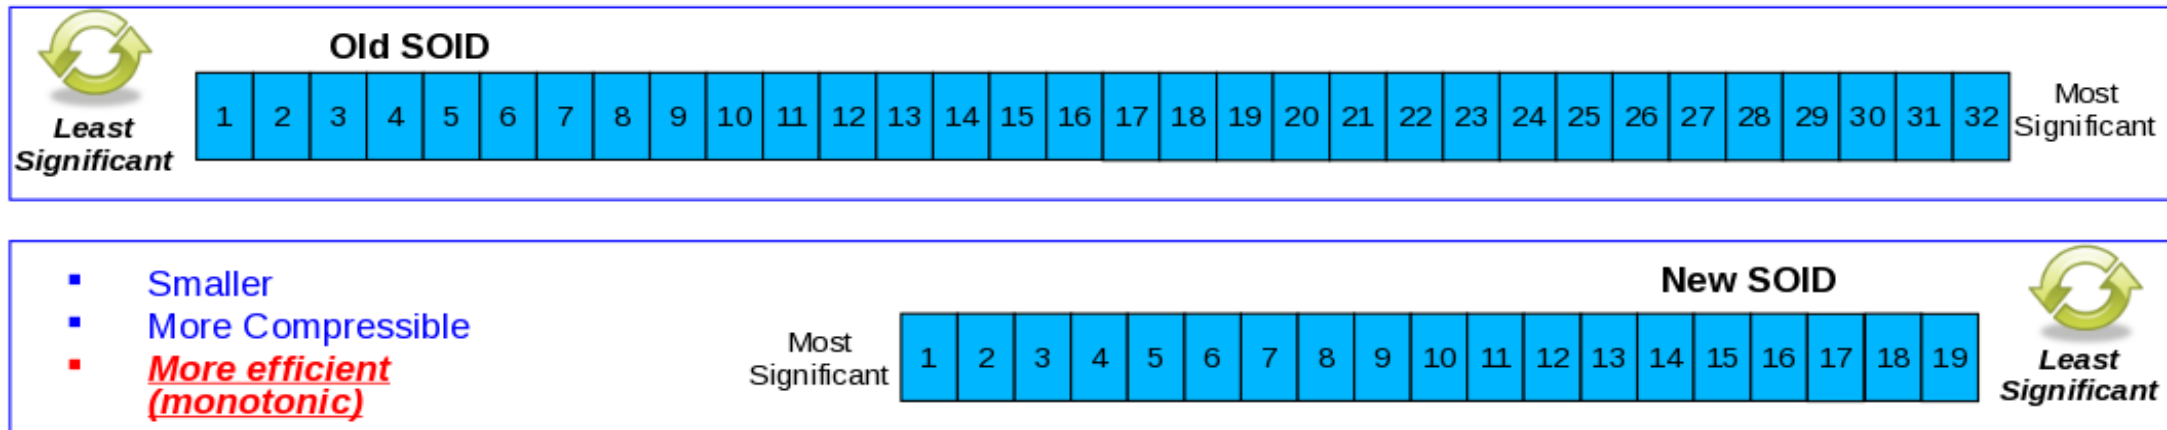 Old SOID
Least
Significant
1 2 3 4 5 6 7 8 9 10 11 12 13 14 15 16 17 18 19 20 21 22 23 24 25 26 27 28 29 30 31 32
Most
Significant
▪ Smaller
▪ More Compressible
▪ More efficient
(monotonic)
New SOID
Most
Significant
1 2 3 4 5 6 7 8 9 10 11 12 13 14 15 16 17 18 19
Least
Significant